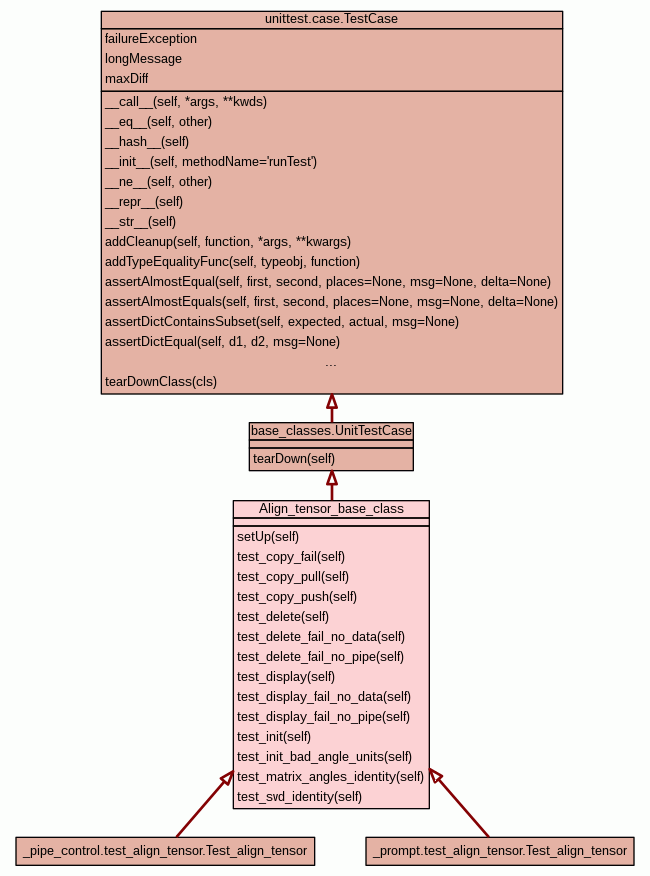 unittest.case.TestCase
failureException
longMessage
maxDiff
__call__(self, *args, **kwds)
__eq__(self, other)
__hash__(self)
__init__(self, methodName='runTest')
__ne__(self, other)
__repr__(self)
__str__(self)
addCleanup(self, function, *args, **kwargs)
addTypeEqualityFunc(self, typeobj, function)
assertAlmostEqual(self, first, second, places=None, msg=None, delta=None)
assertAlmostEquals(self, first, second, places=None, msg=None, delta=None)
assertDictContainsSubset(self, expected, actual, msg=None)
assertDictEqual(self, d1, d2, msg=None)
...
tearDownClass(cls)
base_classes.UnitTestCase
tearDown(self)
Align_tensor_base_class
setUp(self)
test_copy_fail(self)
test_copy_pull(self)
test_copy_push(self)
test_delete(self)
test_delete_fail_no_data(self)
test_delete_fail_no_pipe(self)
test_display(self)
test_display_fail_no_data(self)
test_display_fail_no_pipe(self)
test_init(self)
test_init_bad_angle_units(self)
test_matrix_angles_identity(self)
test_svd_identity(self)
_pipe_control.test_align_tensor.Test_align_tensor
_prompt.test_align_tensor.Test_align_tensor